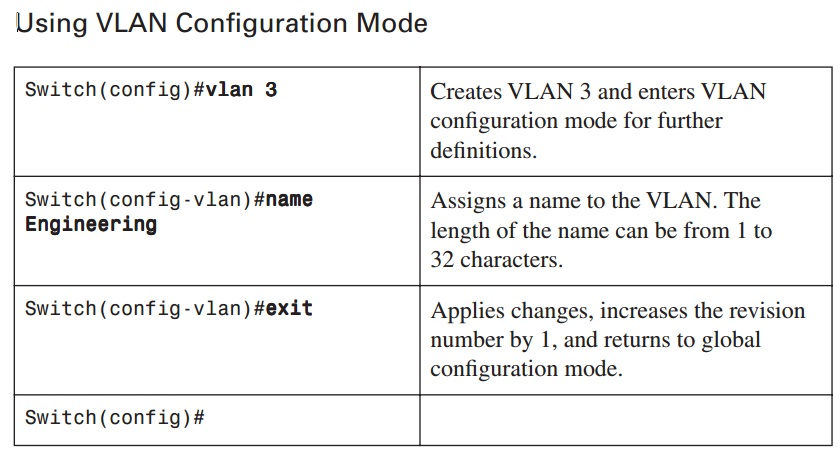 Using VLAN Configuration Mode
Switch(config)#vlan 3
Creates VLAN 3 and enters VLAN
configuration mode for further
definitions.
Switch(config-vlan)#name
Engineering
Assigns a name to the VLAN. The
length of the name can be from 1 to
32 characters.
Switch(config-vlan)#exit
Applies changes, increases the revision
number by 1, and returns to global
configuration mode.
Switch(config)#